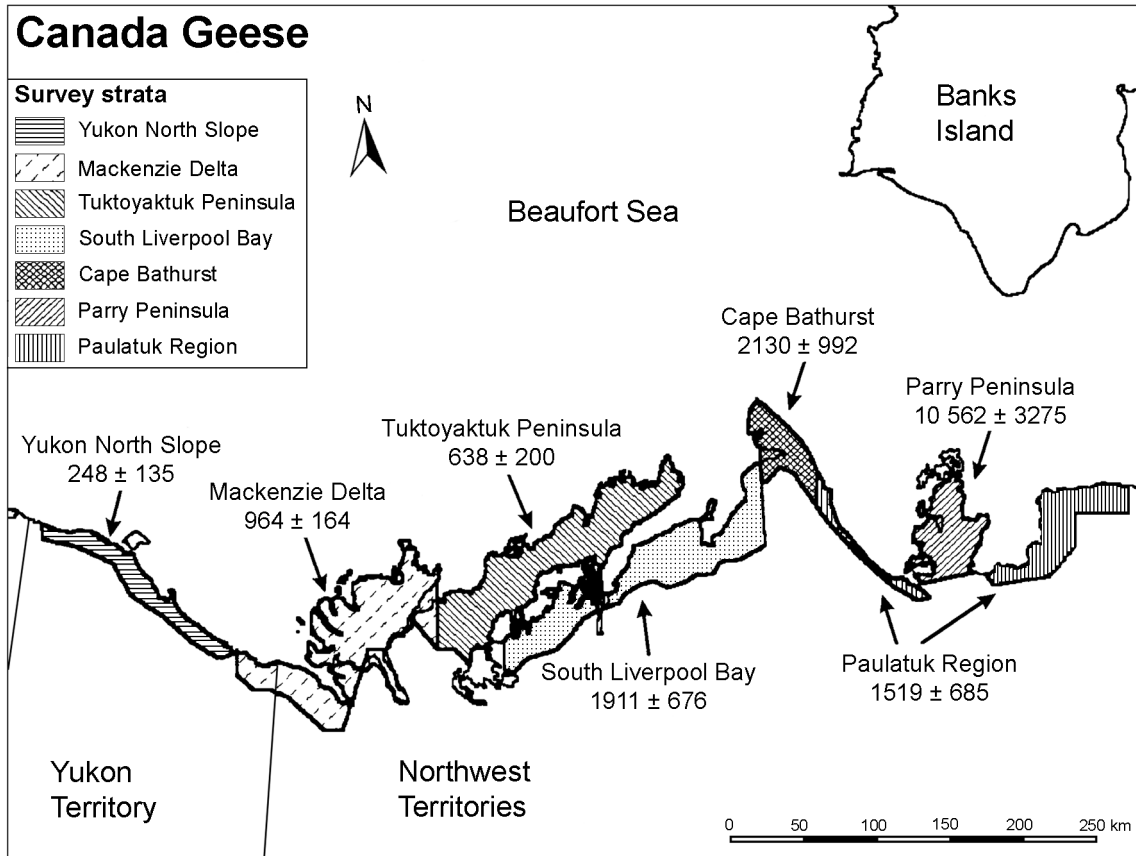 Canada Geese
Survey strata
Yukon North Slope
Mackenzie Delta
Tuktoyaktuk Peninsula
South Liverpool Bay
Cape Bathurst
Parry Peninsula
Paulatuk Region
N
Beaufort Sea
Banks
Island
Cape Bathurst
2130 ± 992
Parry Peninsula
10 562 ± 3275
Tuktoyaktuk Peninsula
638 ± 200
Yukon North Slope
248 ± 135
Mackenzie Delta
964 ± 164
South Liverpool Bay
1911 ± 676
Paulatuk Region
1519 ± 685
Yukon
Territory
Northwest
Territories
0 50 100 150 200 250 km